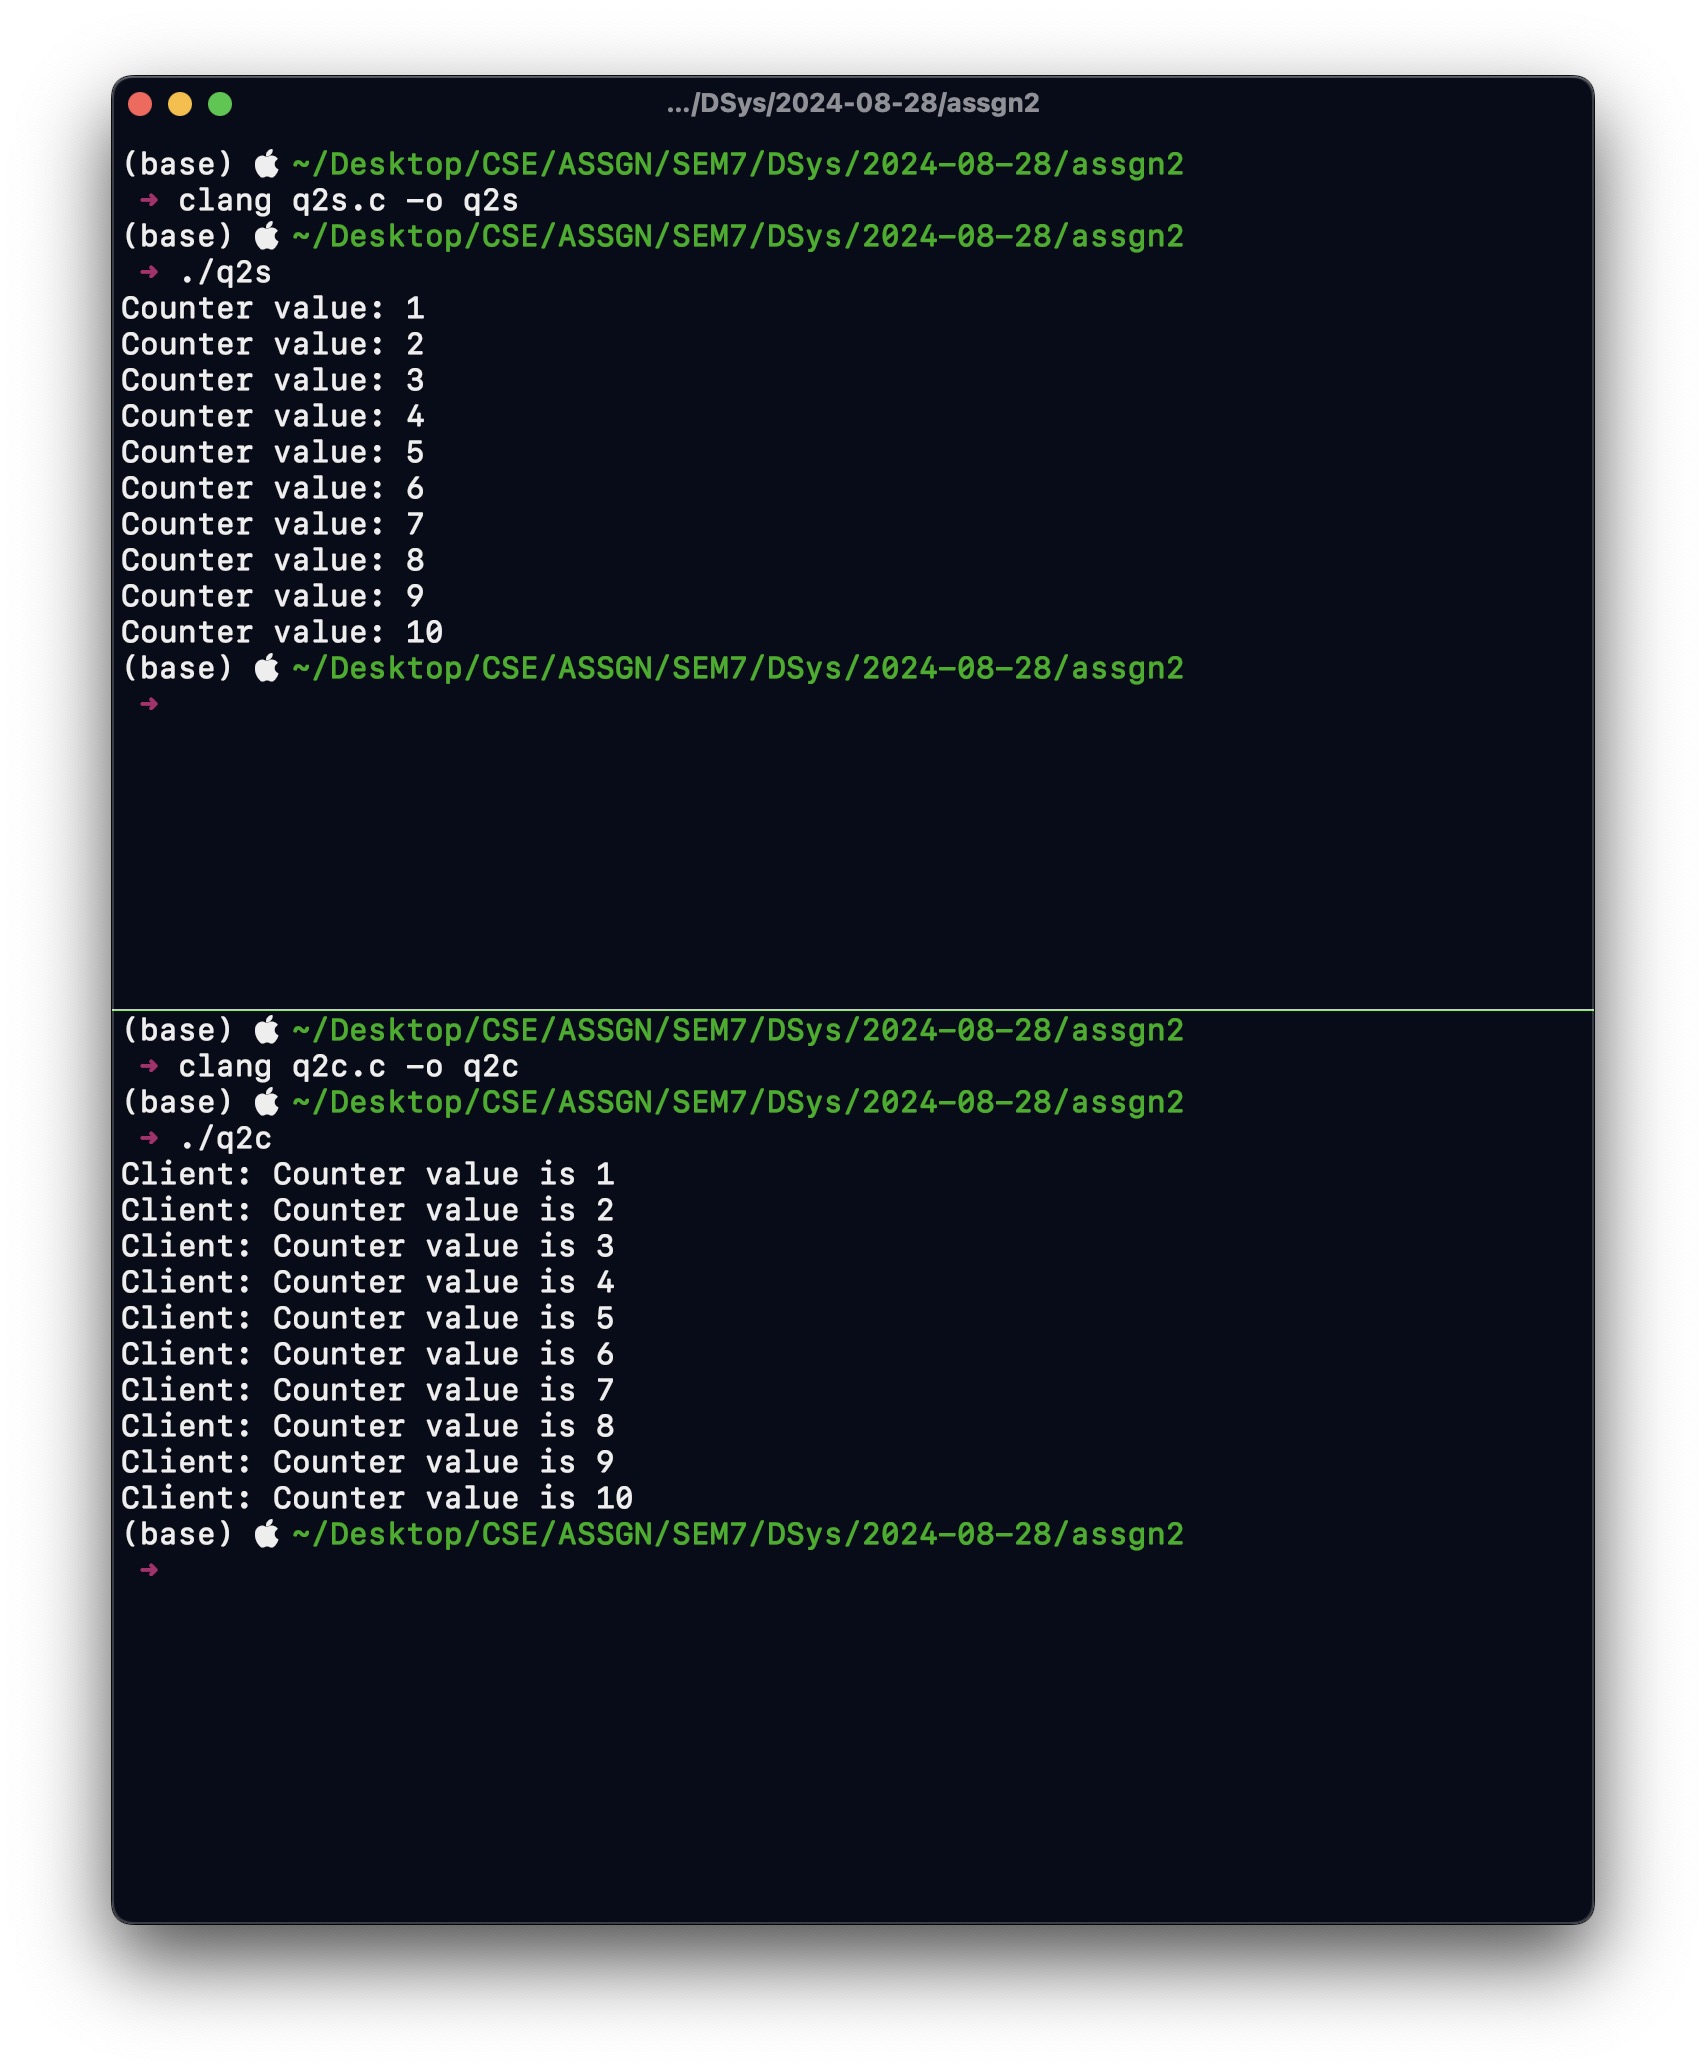 .../DSys/2024-08-28/assgn2
(base)  ~/Desktop/CSE/ASSGN/SEM7/DSys/2024-08-28/assgn2
➜ clang q2s.c -o q2s
(base)  ~/Desktop/CSE/ASSGN/SEM7/DSys/2024-08-28/assgn2
➜ ./q2s
Counter value: 1
Counter value: 2
Counter value: 3
Counter value: 4
Counter value: 5
Counter value: 6
Counter value: 7
Counter value: 8
Counter value: 9
Counter value: 10
(base)  ~/Desktop/CSE/ASSGN/SEM7/DSys/2024-08-28/assgn2
➜
(base)  ~/Desktop/CSE/ASSGN/SEM7/DSys/2024-08-28/assgn2
➜ clang q2c.c -o q2c
(base)  ~/Desktop/CSE/ASSGN/SEM7/DSys/2024-08-28/assgn2
➜ ./q2c
Client: Counter value is 1
Client: Counter value is 2
Client: Counter value is 3
Client: Counter value is 4
Client: Counter value is 5
Client: Counter value is 6
Client: Counter value is 7
Client: Counter value is 8
Client: Counter value is 9
Client: Counter value is 10
(base)  ~/Desktop/CSE/ASSGN/SEM7/DSys/2024-08-28/assgn2
➜